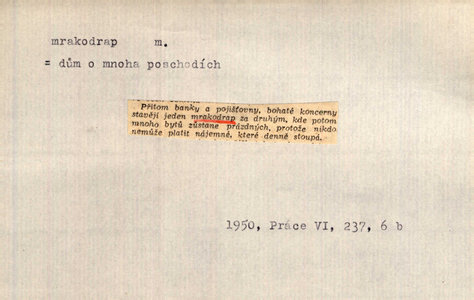 mrakodrap m.
= dům o mnoha poschodích
Přitom banky a pojišťovny, bohaté koncerny
stavějí jeden mrakodrap za druhým, kde potom
mnoho bytů zůstane prázdných, protože nikdo
nemůže platit nájemné, které denně stoupá.
1950, Práce VI, 237, 6 b